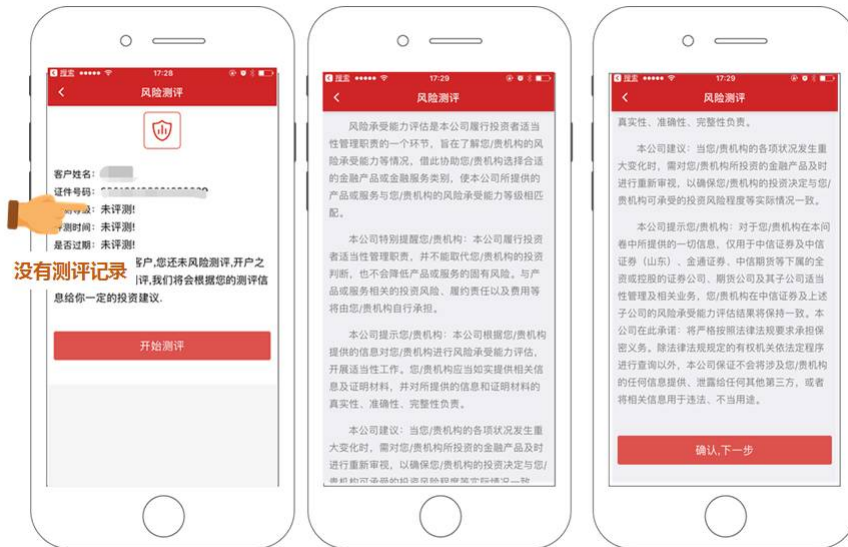 搜索
17:28
风险测评
客户姓名：
证件号码：
级：未评测!
评测时间：未评测!
是否过期：未评测!
没有测评记录
客户,您还未风险测评,开户之
评,我们将会根据您的测评信
息给你一定的投资建议.
开始测评
搜索
17:29
风险测评
风险承受能力评估是本公司履行投资者适当
性管理职责的一个环节，旨在了解您/贵机构的风
险承受能力等情况，借此协助您/贵机构选择合适
的金融产品或金融服务类别，使本公司所提供的
产品或服务与您/贵机构的风险承受能力等级相匹
配。
本公司特别提醒您/贵机构：本公司履行投资
者适当性管理职责，并不能取代您/贵机构的投资
判断，也不会降低产品或服务的固有风险。与产
品或服务相关的投资风险、履约责任以及费用等
将由您/贵机构自行承担。
本公司提示您/贵机构：本公司根据您/贵机构
提供的信息对您/贵机构进行风险承受能力评估，
开展适当性工作。您/贵机构应当如实提供相关信
息及证明材料，并对所提供的信息和证明材料的
真实性、准确性、完整性负责。
本公司建议：当您/贵机构的各项状况发生重
大变化时，需对您/贵机构所投资的金融产品及时
进行重新审视，以确保您/贵机构的投资决定与您/
贵机构可承受的投资风险程度等实际情况一致
搜索
17:29
风险测评
真实性、准确性、完整性负责。
本公司建议：当您/贵机构的各项状况发生重
大变化时，需对您/贵机构所投资的金融产品及时
进行重新审视，以确保您/贵机构的投资决定与您/
贵机构可承受的投资风险程度等实际情况一致。
本公司提示您/贵机构：对于您/贵机构在本问
卷中所提供的一切信息，仅用于中信证券及中信
证券（山东）、金通证券、中信期货等下属的全
资或控股的证券公司、期货公司及其子公司适当
性管理及相关业务，您/贵机构在中信证券及上述
子公司的风险承受能力评估结果将保持一致。本
公司在此承诺：将严格按照法律法规要求承担保
密义务。除法律法规规定的有权机关依法定程序
进行查询以外，本公司保证不会将涉及您/贵机构
的任何信息提供、泄露给任何其他第三方，或者
将相关信息用于违法、不当用途。
确认,下一步